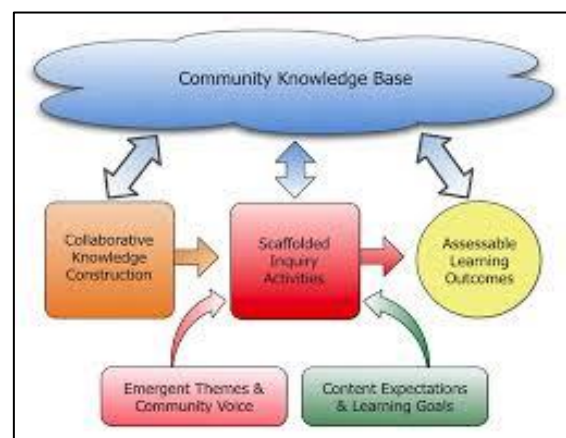 Community Knowledge Base
Collaborative
Knowledge
Construction
Scaffolded
Inquiry
Activities
Assessable
Learning
Outcomes
Emergent Themes &
Community Voice
Content Expectations
& Learning Goals